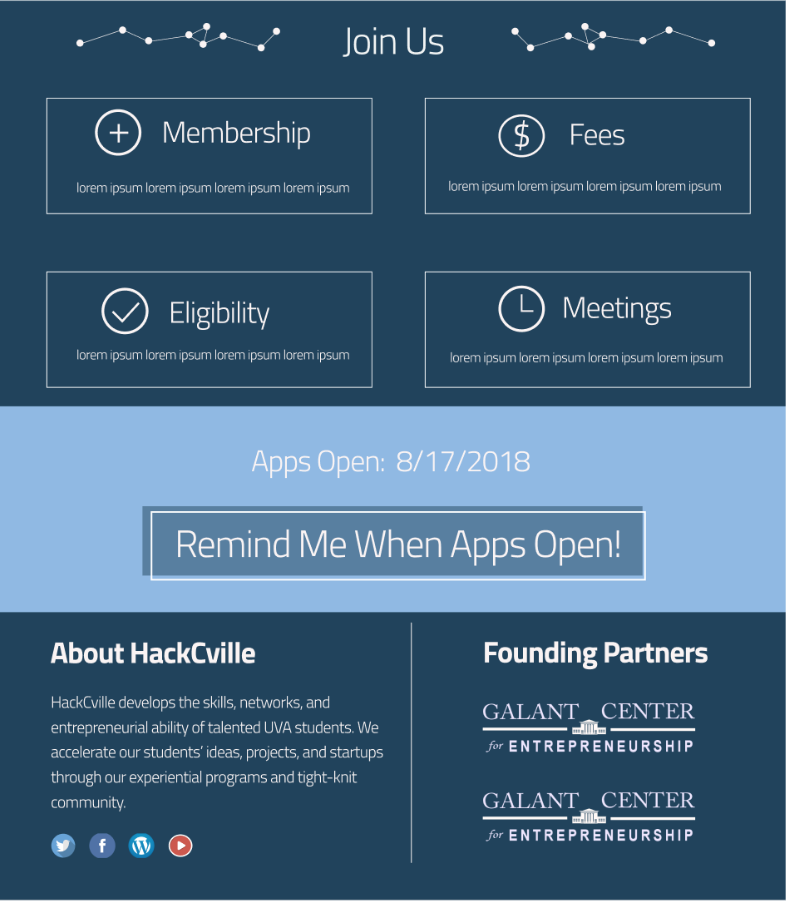 Join Us
Membership
lorem ipsum lorem ipsum lorem ipsum lorem ipsum
Fees
lorem ipsum lorem ipsum lorem ipsum lorem ipsum
Eligibility
lorem ipsum lorem ipsum lorem ipsum lorem ipsum
Meetings
lorem ipsum lorem ipsum lorem ipsum lorem ipsum
Apps Open: 8/17/2018
Remind Me When Apps Open!
About HackCville
HackCville develops the skills, networks, and
entrepreneurial ability of talented UVA students. We
accelerate our students’ ideas, projects, and startups
through our experiential programs and tight-knit
community.
Founding Partners
GALANT CENTER
for ENTREPRENEURSHIP
GALANT CENTER
for ENTREPRENEURSHIP